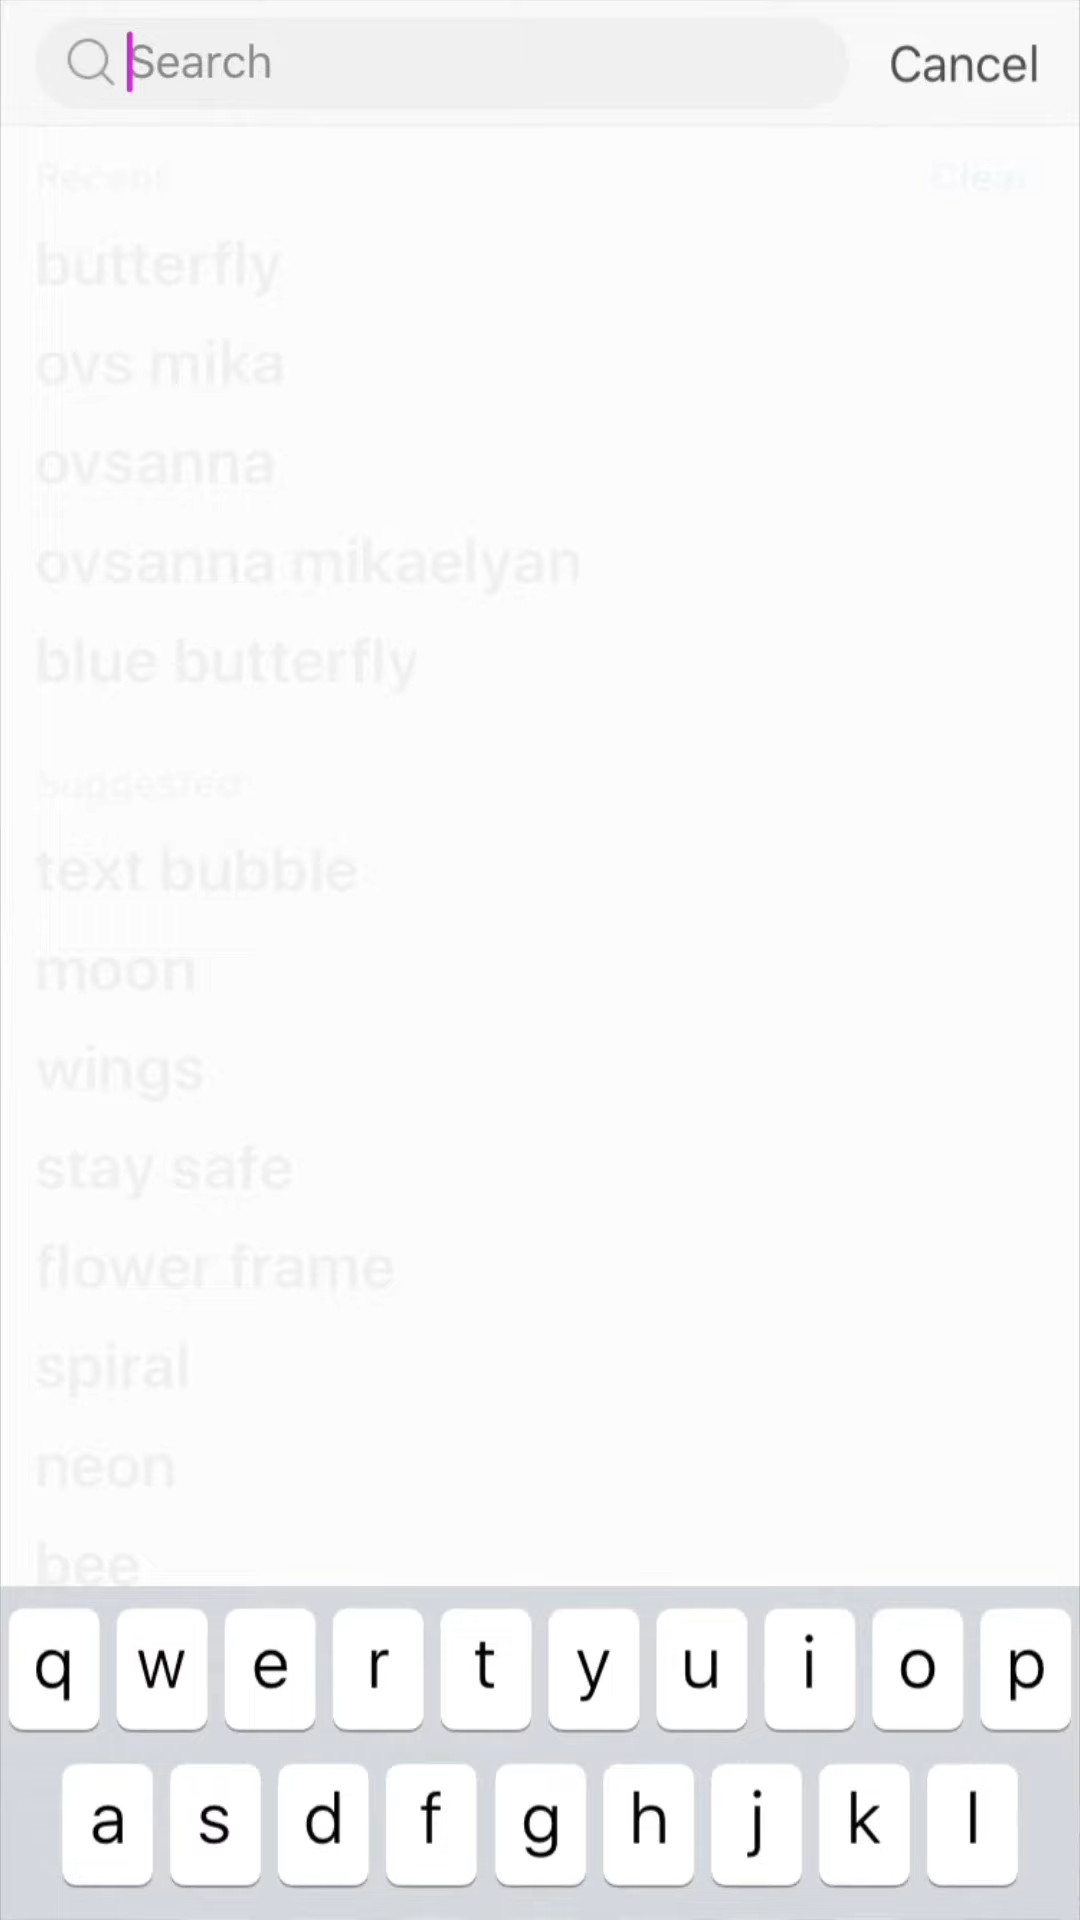 Search
Cancel
Recent
Clear
butterfly
ovs mika
ovsanna
ovsanna mikaelyan
blue butterfly
Suggested
text bubble
moon
wings
stay safe
flower frame
spiral
neon
bee
q w e r t y u i o p
a s d f g h j k l